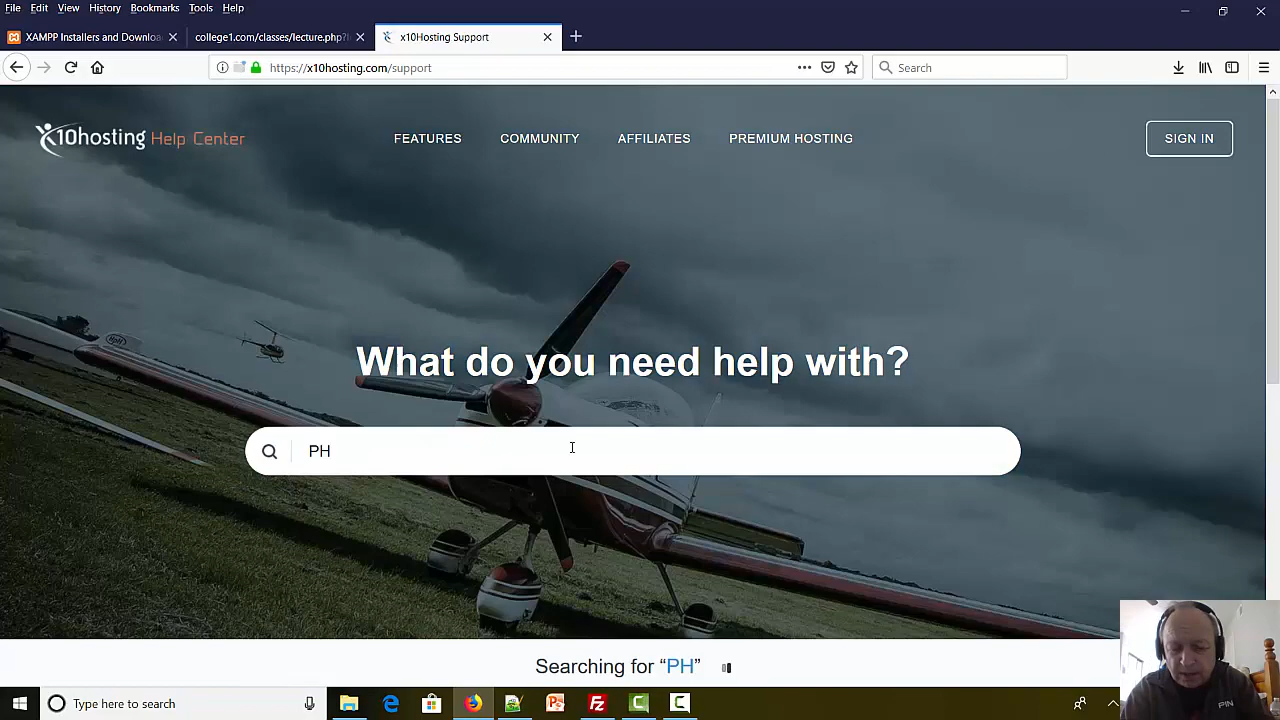 File Edit View History Bookmarks Tools Help
XAMPP Installers and Downloa
college1.com/classes/lecture.php?l
x10Hosting Support
https://x10hosting.com/support
Search
x10hosting Help Center
FEATURES COMMUNITY AFFILIATES PREMIUM HOSTING
SIGN IN
What do you need help with?
PH
Searching for “PH”
Type here to search